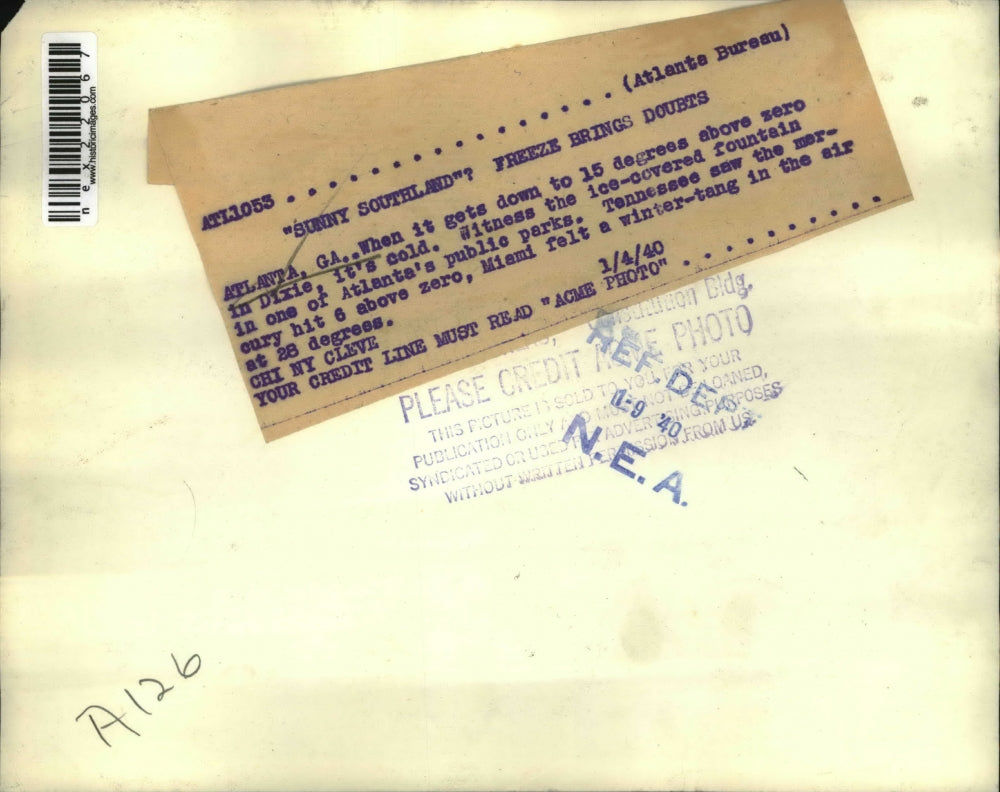 nex22067
www.historicimages.com
ATL1053 . . . . . . . . . . . . . . . (Atlanta Bureau)
"SUNNY SOUTHLAND"? FREEZE BRINGS DOUBTS
ATLANTA, GA..When it gets down to 15 degrees above zero
in Dixie, it's cold. Witness the ice-covered fountain
in one of Atlanta's public parks. Tennessee saw the mer-
cury hit 6 above zero, Miami felt a winter-tang in the air
at 28 degrees.
CHI NY CLEVE 1/4/40
YOUR CREDIT LINE MUST READ "ACME PHOTO" . . . . . . . . .
Bldg.
PLEASE CREDIT ACME PHOTO
THIS PICTURE IS SOLD TO YOU FOR YOUR
PUBLICATION ONLY MUST NOT LOANED,
SYNDICATED OR USED ADVERTISING PURPOSES
WITHOUT WRITTEN PERMISSION FROM US.
REF DE
1-9 '40
N.E.A.
A126